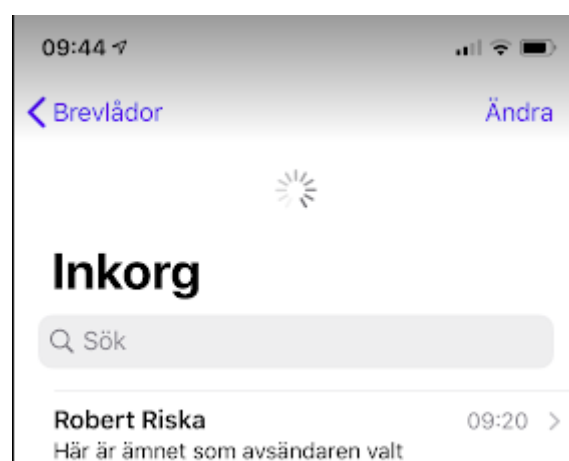 09:44
Brevlådor
Ändra
Inkorg
Sök
Robert Riska
09:20
Här är ämnet som avsändaren valt